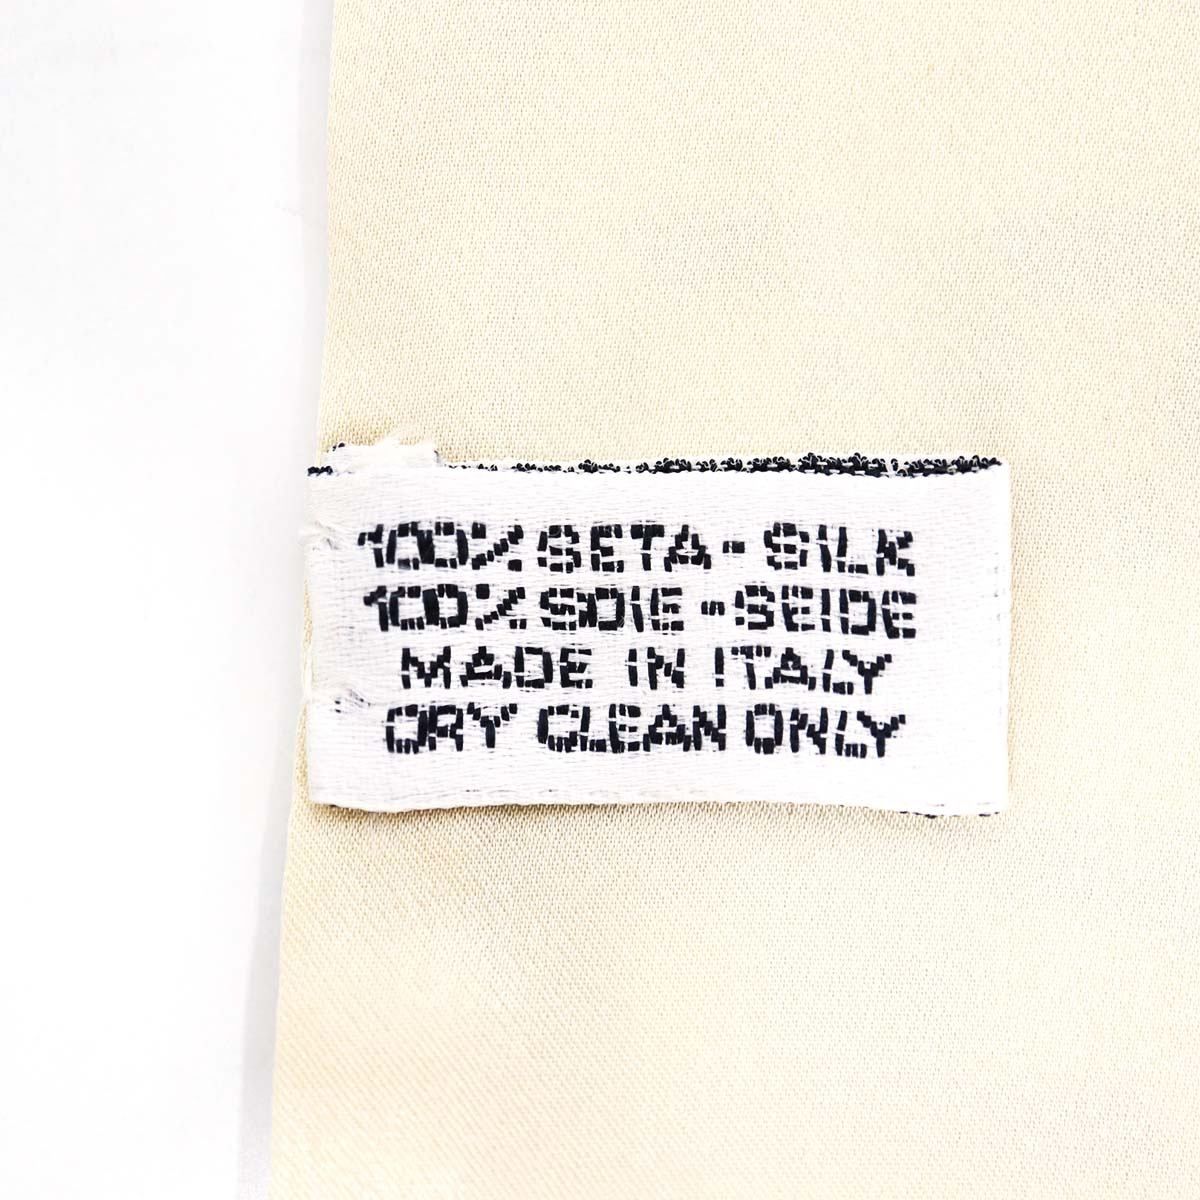 100% SETA - SILK
100% SOIE - SEIDE
MADE IN ITALY
DRY CLEAN ONLY